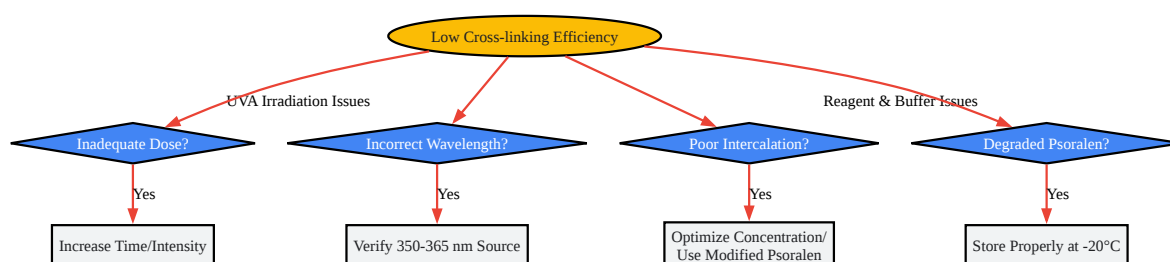 Low Cross-linking Efficiency
UVA Irradiation Issues
Reagent & Buffer Issues
Inadequate Dose?
Incorrect Wavelength?
Poor Intercalation?
Degraded Psoralen?
Yes
Yes
Yes
Yes
Increase Time/Intensity
Verify 350-365 nm Source
Optimize Concentration/
Use Modified Psoralen
Store Properly at -20°C